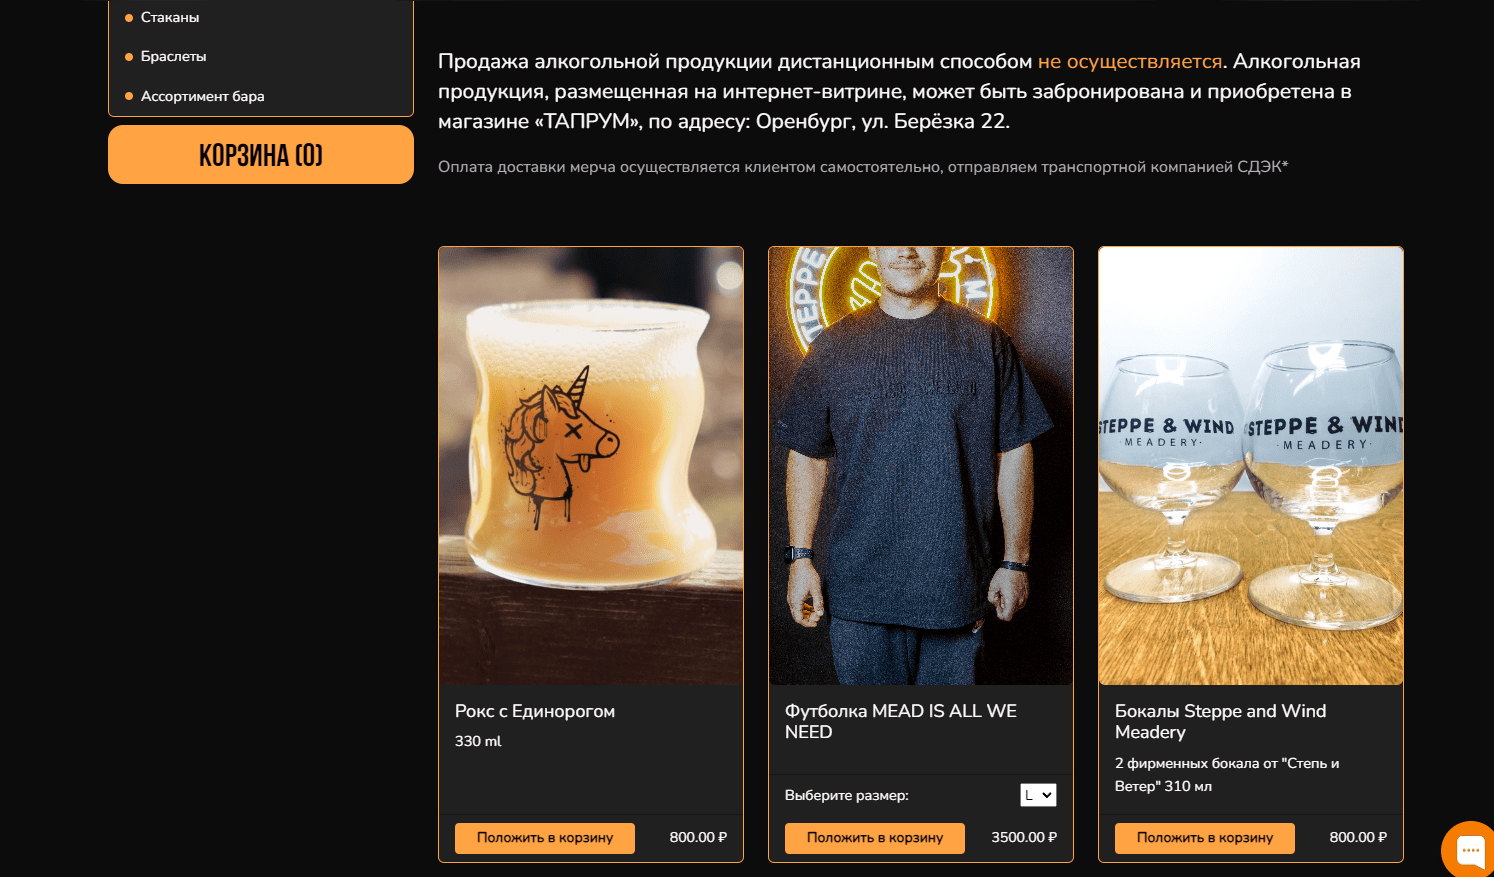 Стаканы
Браслеты
Ассортимент бара
КОРЗИНА (0)
Продажа алкогольной продукции дистанционным способом не осуществляется. Алкогольная
продукция, размещенная на интернет-витрине, может быть забронирована и приобретена в
магазине «ТАПРУМ», по адресу: Оренбург, ул. Берёзка 22.
Оплата доставки мерча осуществляется клиентом самостоятельно, отправляем транспортной компанией СДЭК*
TEPPE
M
STEPPE & WIND
·MEADERY·
STEPPE & WIN
·MEADERY·
Рокс с Единорогом
330 ml
Положить в корзину 800.00 ₽
Футболка MEAD IS ALL WE
NEED
Выберите размер: L
Положить в корзину 3500.00 ₽
Бокалы Steppe and Wind
Meadery
2 фирменных бокала от "Степь и
Ветер" 310 мл
Положить в корзину 800.00 ₽